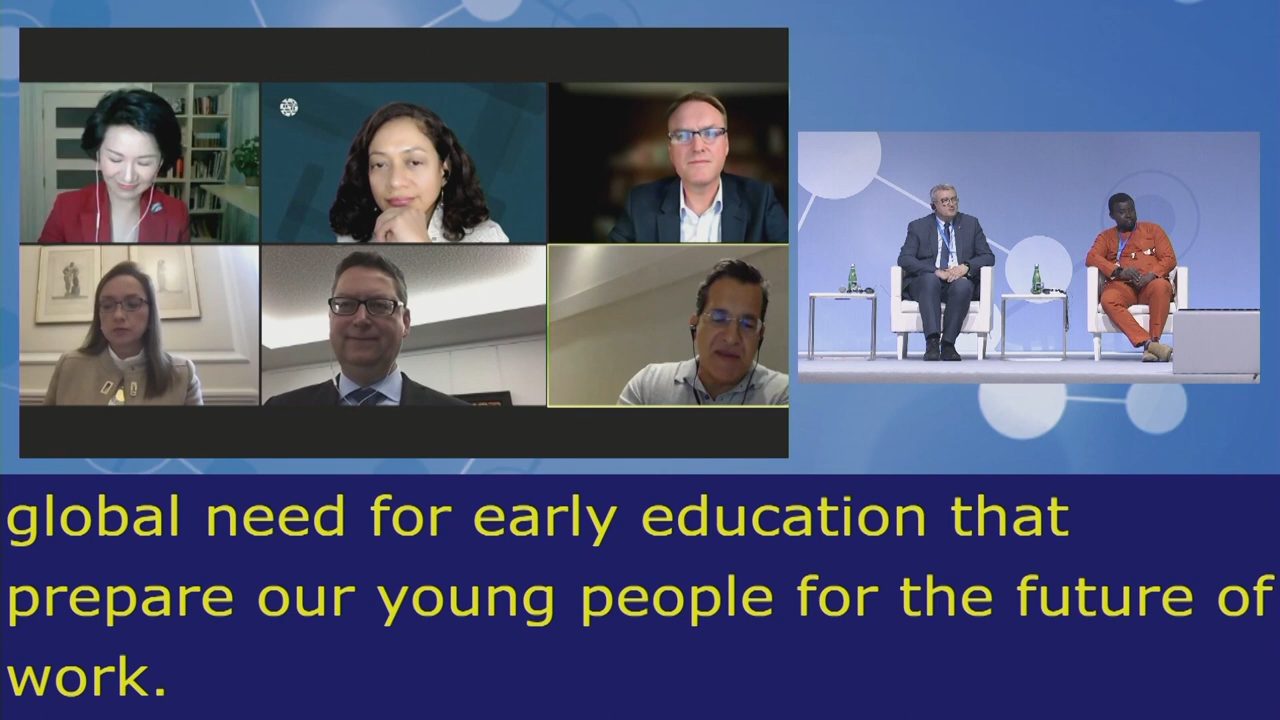 global need for early education that
prepare our young people for the future of
work.